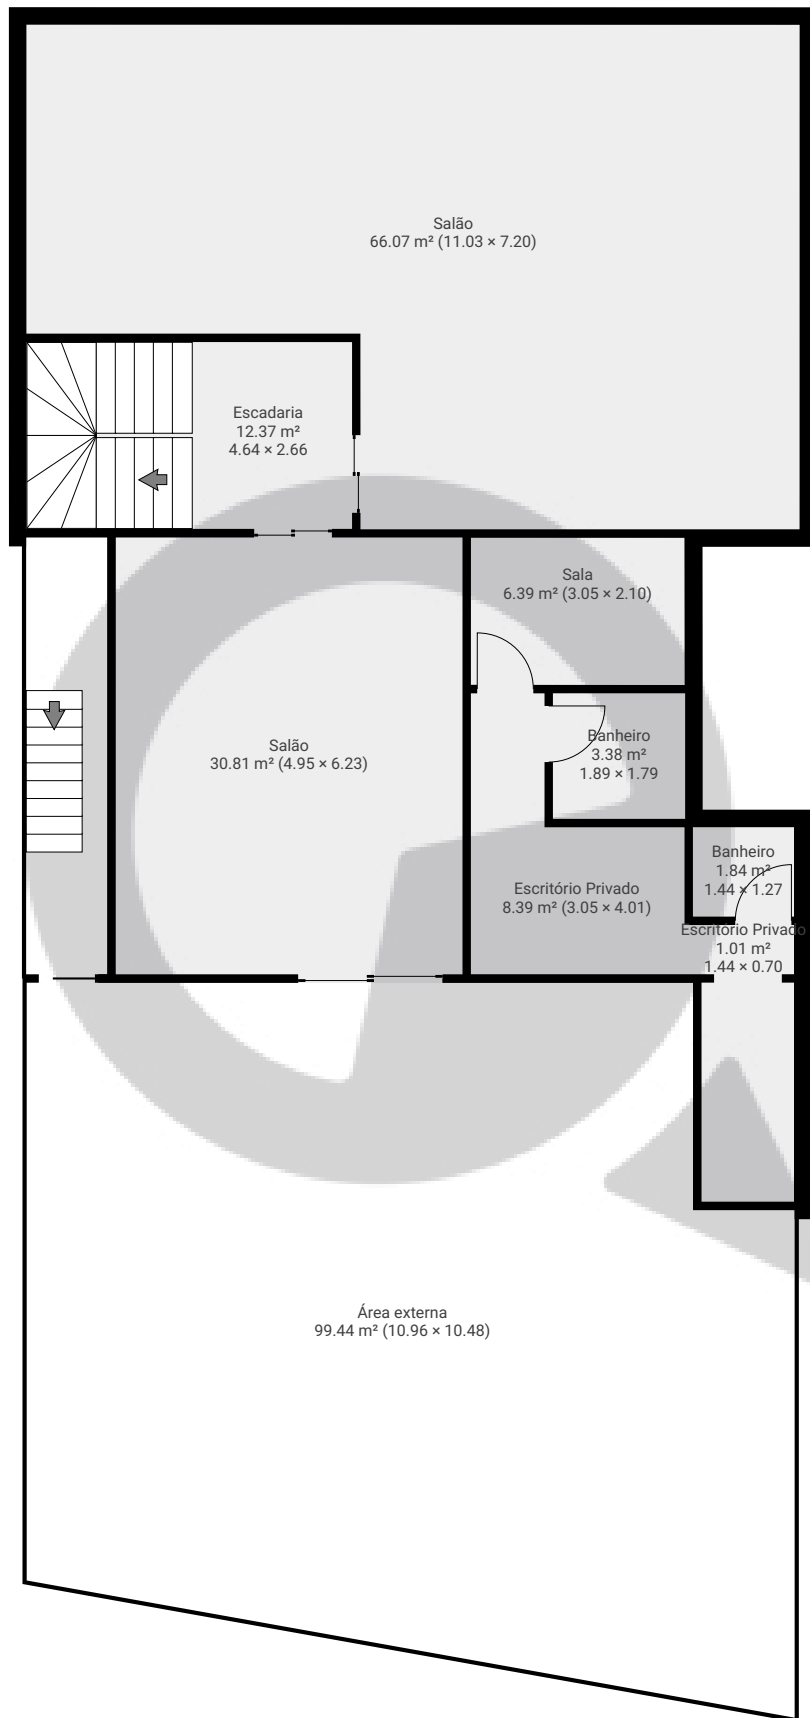 Salão
66.07 m² (11.03 × 7.20)
Escadaria
12.37 m²
4.64 × 2.66
Sala
6.39 m² (3.05 × 2.10)
Salão
30.81 m² (4.95 × 6.23)
Banheiro
3.38 m²
1.89 × 1.79
Banheiro
1.84 m²
1.44 × 1.27
Escritório Privado
8.39 m² (3.05 × 4.01)
Escritório Privado
1.01 m²
1.44 × 0.70
Área externa
99.44 m² (10.96 × 10.48)